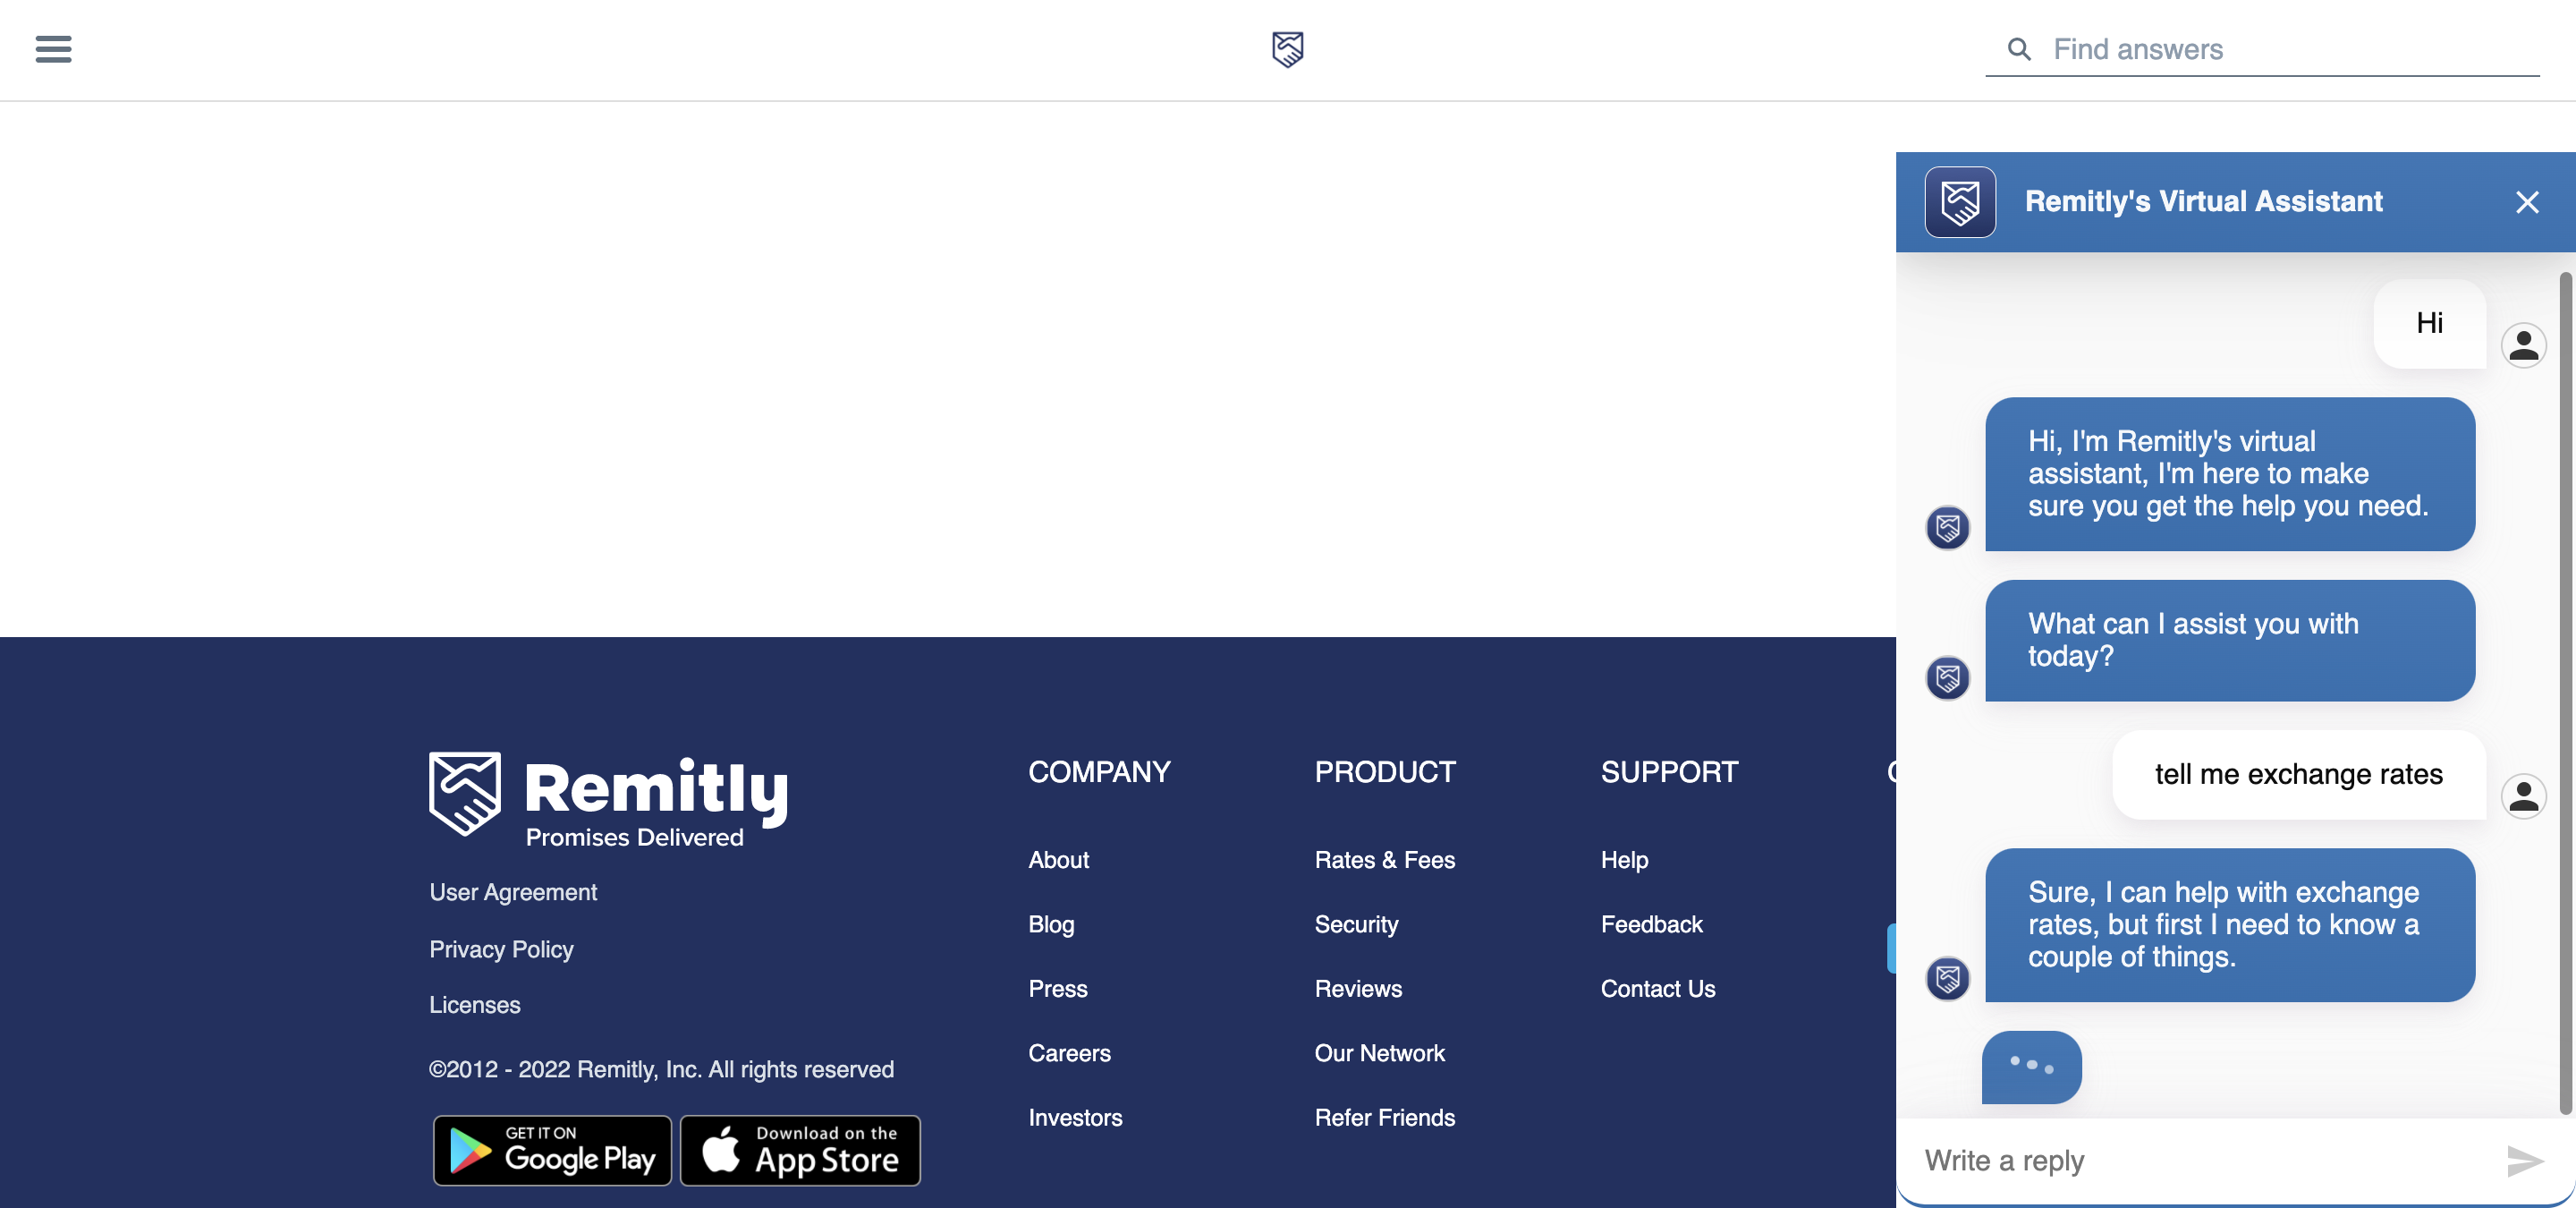 Find answers
Remitly's Virtual Assistant
Hi
Hi, I'm Remitly's virtual
assistant, I'm here to make
sure you get the help you need.
What can I assist you with
today?
tell me exchange rates
Sure, I can help with exchange
rates, but first I need to know a
couple of things.
Write a reply
Remitly
Promises Delivered
User Agreement
Privacy Policy
Licenses
©2012 - 2022 Remitly, Inc. All rights reserved
GET IT ON
Google Play
Download on the
App Store
COMPANY
About
Blog
Press
Careers
Investors
PRODUCT
Rates & Fees
Security
Reviews
Our Network
Refer Friends
SUPPORT
Help
Feedback
Contact Us